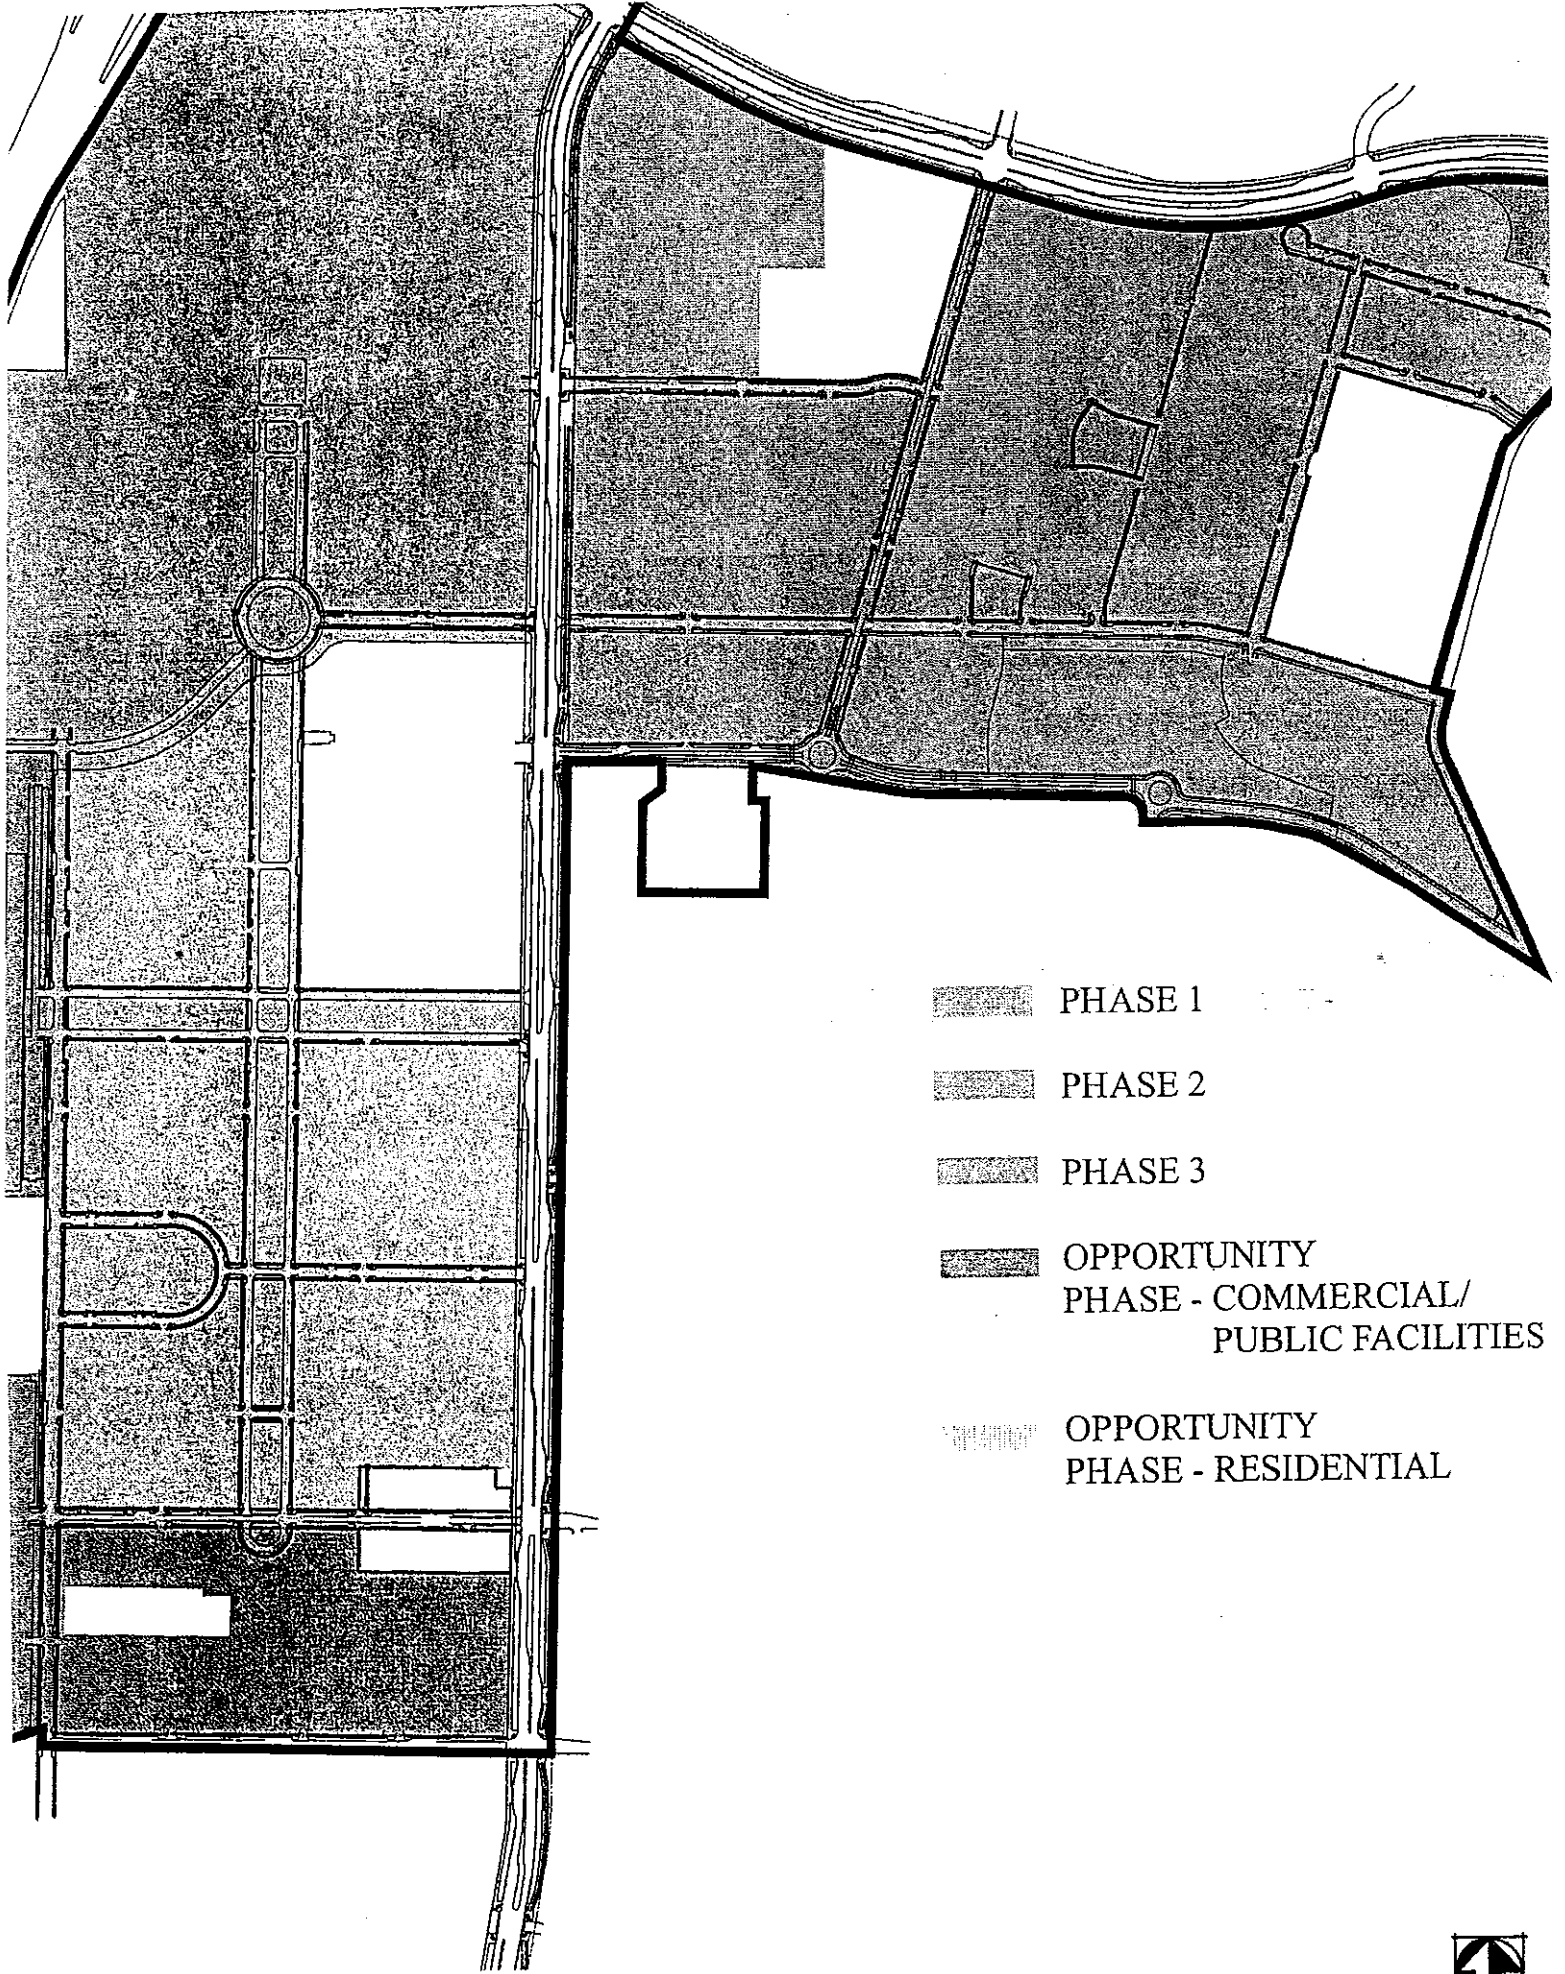 PHASE 1
PHASE 2
PHASE 3
OPPORTUNITY
PHASE - COMMERCIAL/
PUBLIC FACILITIES
OPPORTUNITY
PHASE - RESIDENTIAL